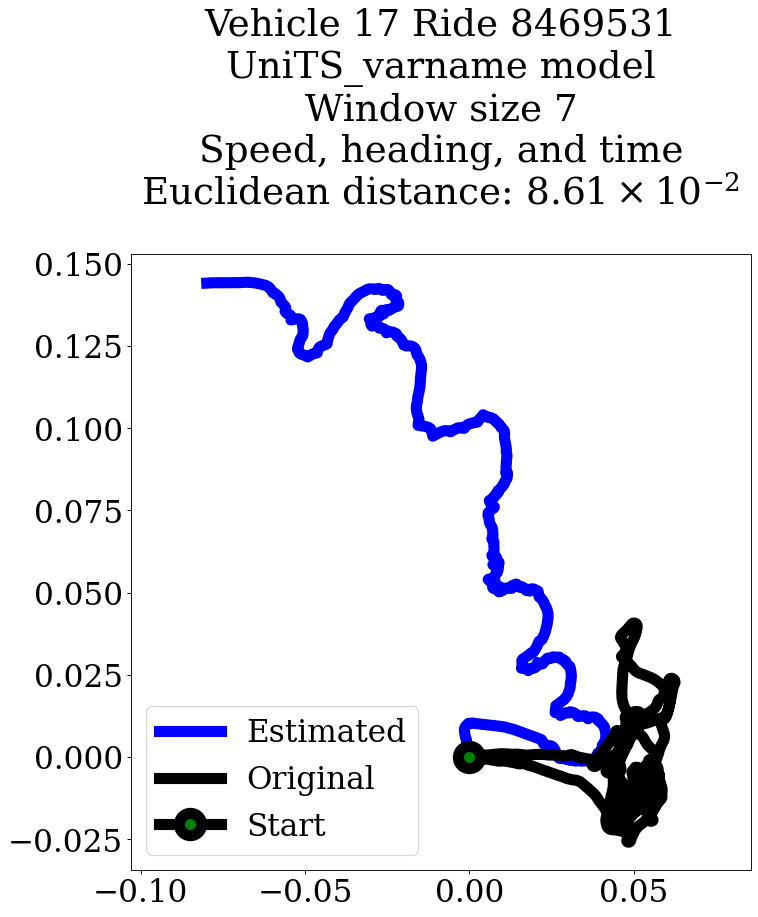 Vehicle 17 Ride 8469531
UniTS_varname model
Window size 7
Speed, heading, and time
Euclidean distance: 8.61 × 10⁻²
0.150
0.125
0.100
0.075
0.050
0.025
0.000
−0.025
Estimated
Original
Start
−0.10
−0.05
0.00
0.05